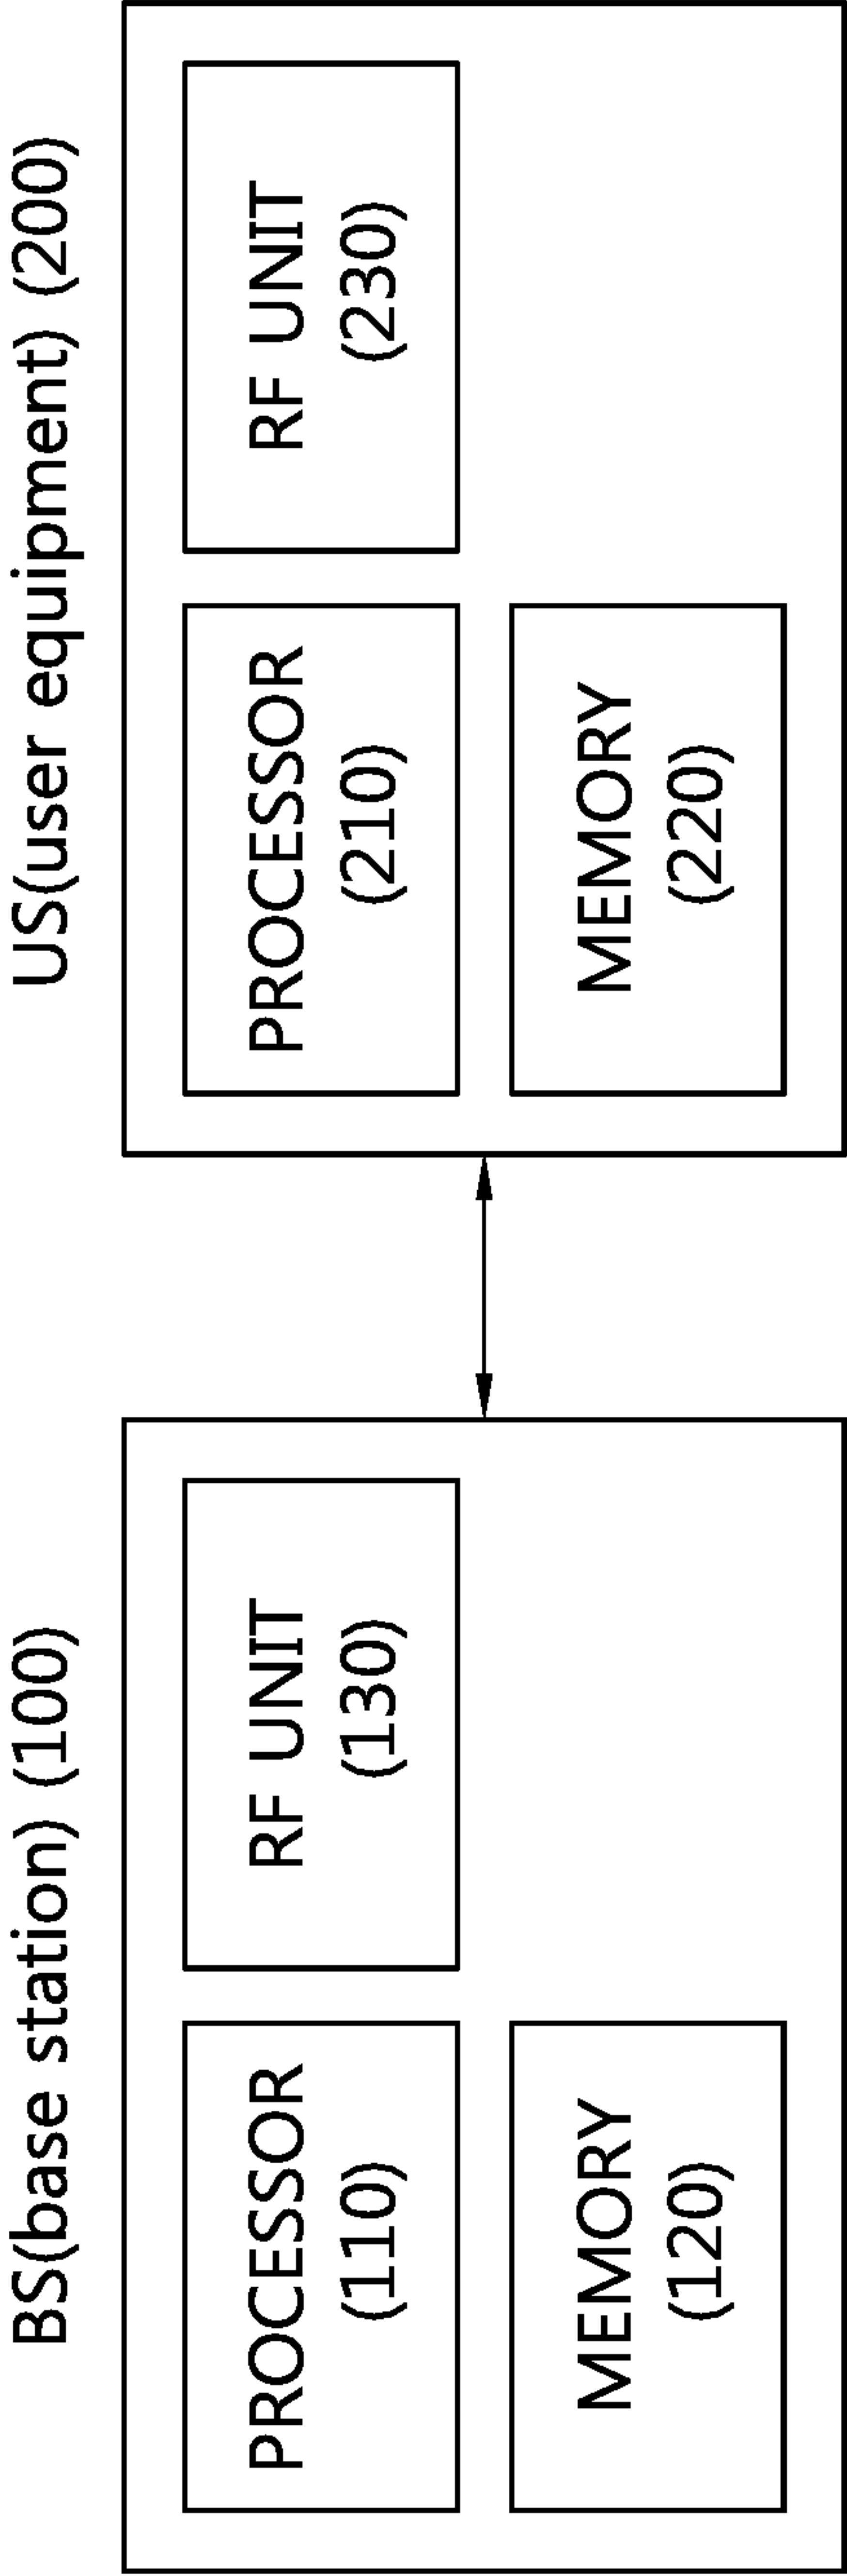 BS(base station) (100)
PROCESSOR
(110)
RF UNIT
(130)
MEMORY
(120)
US(user equipment) (200)
PROCESSOR
(210)
RF UNIT
(230)
MEMORY
(220)